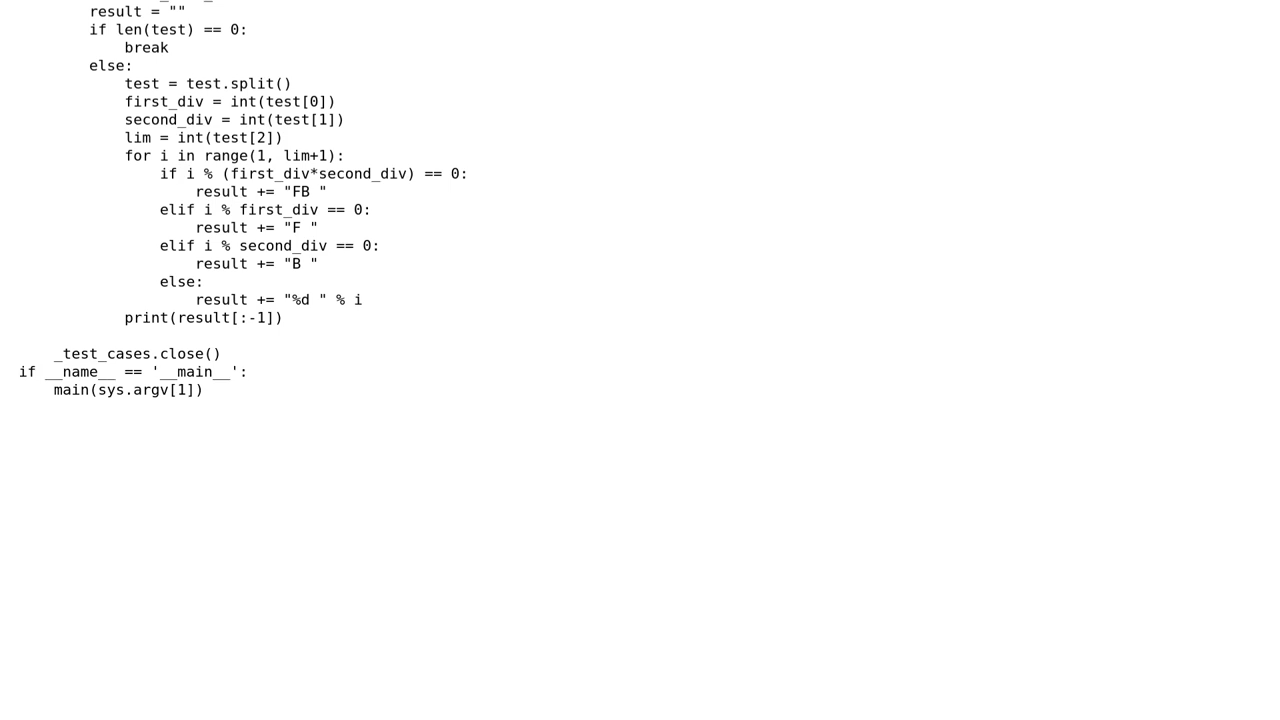 result = ""
if len(test) == 0:
break
else:
test = test.split()
first_div = int(test[0])
second_div = int(test[1])
lim = int(test[2])
for i in range(1, lim+1):
if i % (first_div*second_div) == 0:
result += "FB "
elif i % first_div == 0:
result += "F "
elif i % second_div == 0:
result += "B "
else:
result += "%d " % i
print(result[:-1])
_test_cases.close()
if __name__ == '__main__':
main(sys.argv[1])